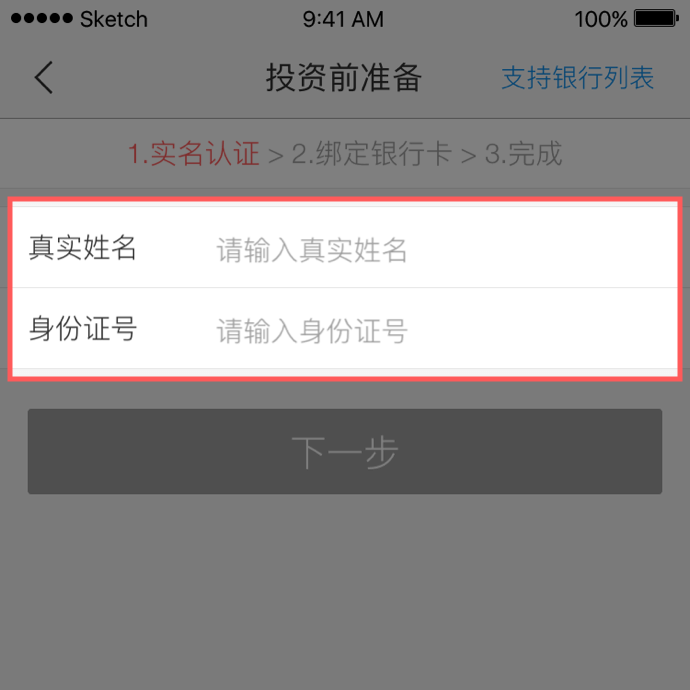 ●●●●● Sketch 9:41 AM 100%
投资前准备 支持银行列表
1.实名认证 > 2.绑定银行卡 > 3.完成
真实姓名 请输入真实姓名
身份证号 请输入身份证号
下一步